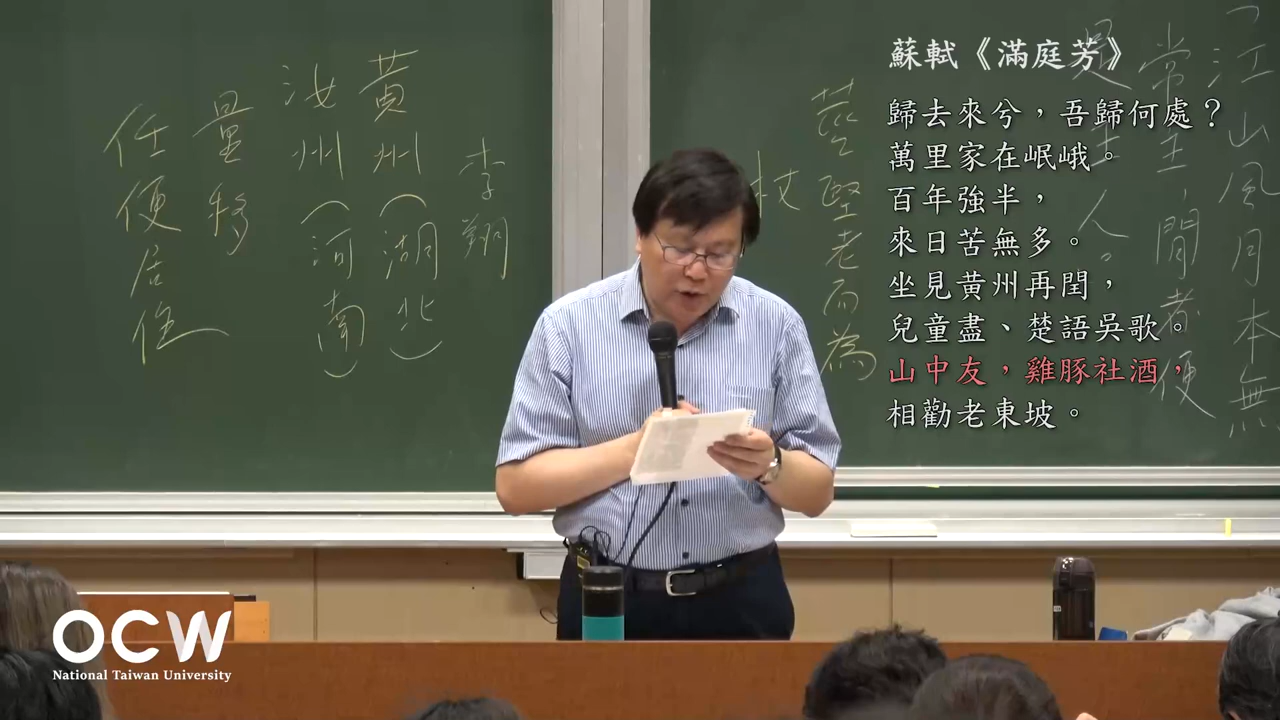 蘇軾《滿庭芳》
歸去來兮，吾歸何處？
萬里家在岷峨。
百年強半，
來日苦無多。
坐見黄州再閏，
兒童盡、楚語吳歌。
山中友，雞豚社酒，
相勸老東坡。
江山風月本無
常主，閒者便
是主人。
莖堅老而為
杖
李翔
黄州（湖北）
汝州（河南）
量移
任便居住
OCW
National Taiwan University